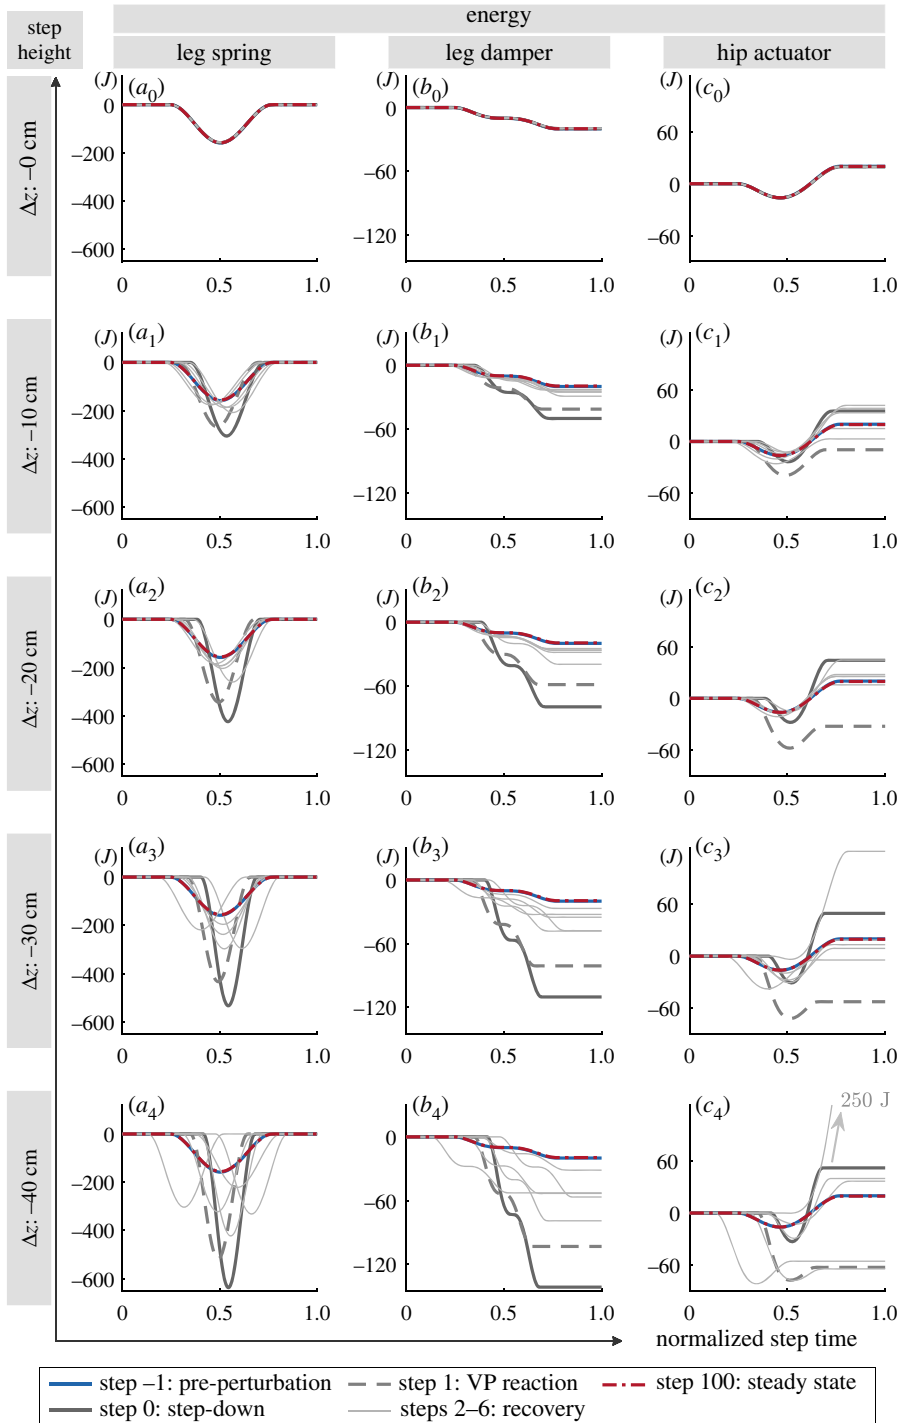 energy
step height
leg spring
leg damper
hip actuator
Δz: –0 cm
(J) (a0)
0
–200
–400
–600
0 0.5 1.0
(b0)
0
–60
–120
0 0.5 1.0
(J) (c0)
60
0
–60
0 0.5 1.0
Δz: –10 cm
(J) (a1)
0
–200
–400
–600
0 0.5 1.0
(J) (b1)
0
–60
–120
0 0.5 1.0
(J) (c1)
60
0
–60
0 0.5 1.0
Δz: –20 cm
(J) (a2)
0
–200
–400
–600
0 0.5 1.0
(J) (b2)
0
–60
–120
0 0.5 1.0
(J) (c2)
60
0
–60
0 0.5 1.0
Δz: –30 cm
(J) (a3)
0
–200
–400
–600
0 0.5 1.0
(J) (b3)
0
–60
–120
0 0.5 1.0
(J) (c3)
60
0
–60
0 0.5 1.0
Δz: –40 cm
(a4)
0
–200
–400
–600
0 0.5 1.0
(b4)
0
–60
–120
0 0.5 1.0
(c4)
250 J
60
0
–60
0 0.5 1.0
normalized step time
step –1: pre-perturbation
step 1: VP reaction
step 100: steady state
step 0: step-down
steps 2–6: recovery